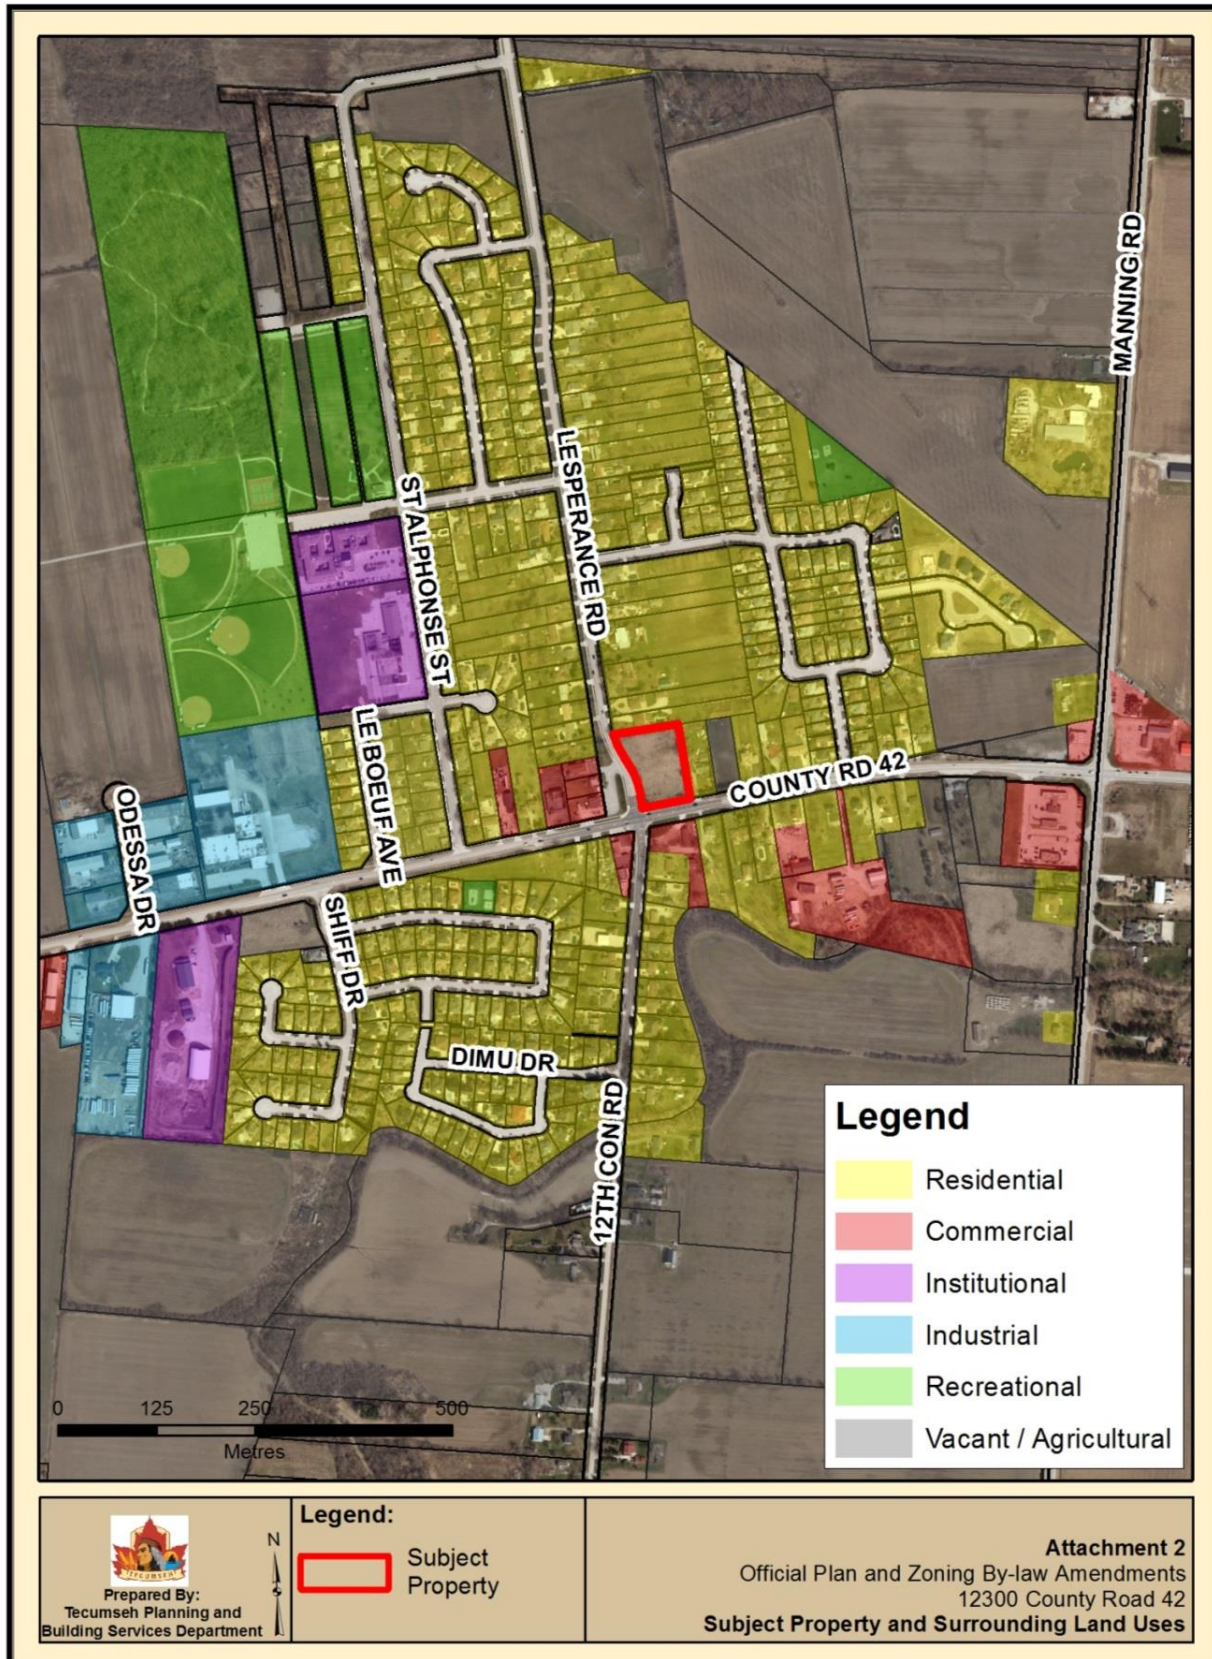 MANNING RD
LESPERANCE RD
ST ALPHONSE ST
LE BOEUF AVE
COUNTY RD 42
ODESSA DR
SHIFF DR
DIMU DR
12TH CON RD
Legend
Residential
Commercial
Institutional
Industrial
Recreational
Vacant / Agricultural
0 125 250 500
Metres
TECUMSEH
Prepared By:
Tecumseh Planning and
Building Services Department
N
Legend:
Subject
Property
Attachment 2
Official Plan and Zoning By-law Amendments
12300 County Road 42
Subject Property and Surrounding Land Uses